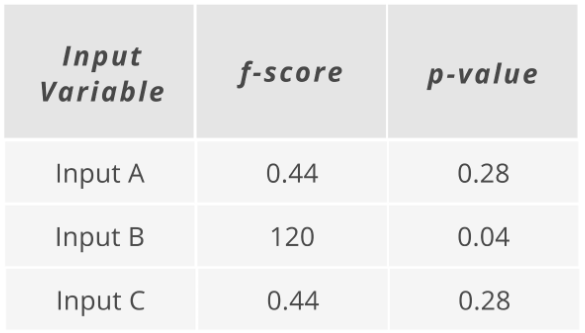 Input
Variable
f-score
p-value
Input A
0.44
0.28
Input B
120
0.04
Input C
0.44
0.28